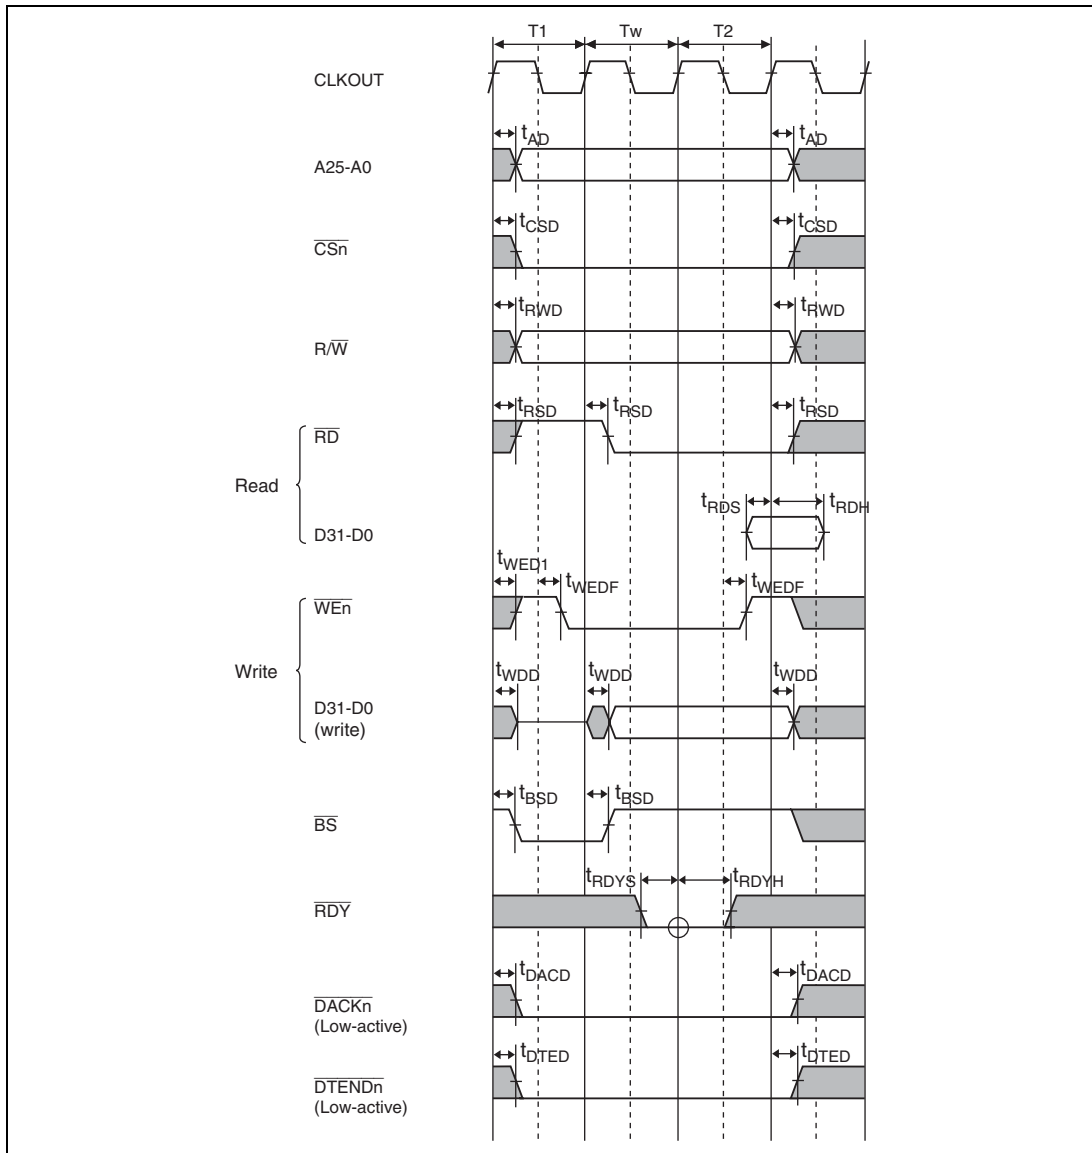 T1 Tw T2
CLKOUT
tAD tAD
A25-A0
tCSD tCSD
CSn
tRWD tRWD
R/W
tRSD tRSD tRSD
RD
Read
tRDS tRDH
D31-D0
tWED1
tWEDF tWEDF
WEn
Write
tWDD tWDD tWDD
D31-D0
(write)
tBSD tBSD
BS
tRDYS tRDYH
RDY
tDACD tDACD
DACKn
(Low-active)
tDTED tDTED
DTENDn
(Low-active)